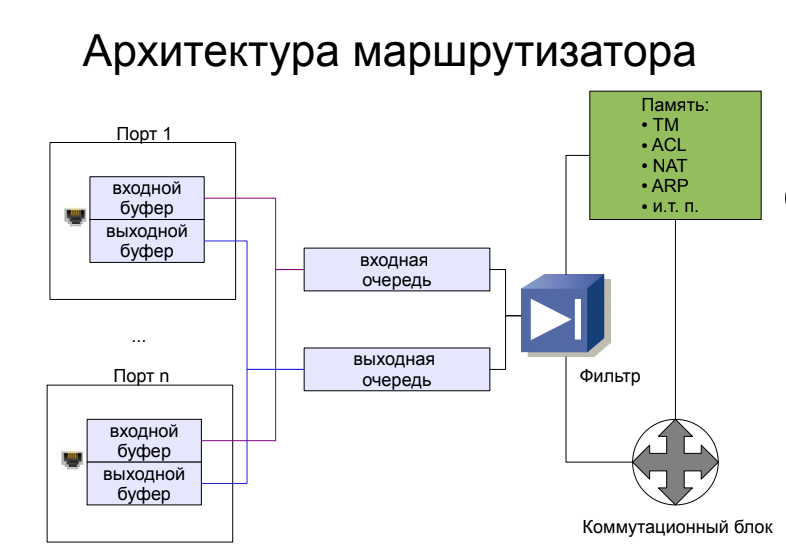 Архитектура маршрутизатора
Порт 1
входной
буфер
выходной
буфер
...
Порт n
входной
буфер
выходной
буфер
входная
очередь
выходная
очередь
Фильтр
Память:
• ТМ
• ACL
• NAT
• ARP
• и.т. п.
Коммутационный блок